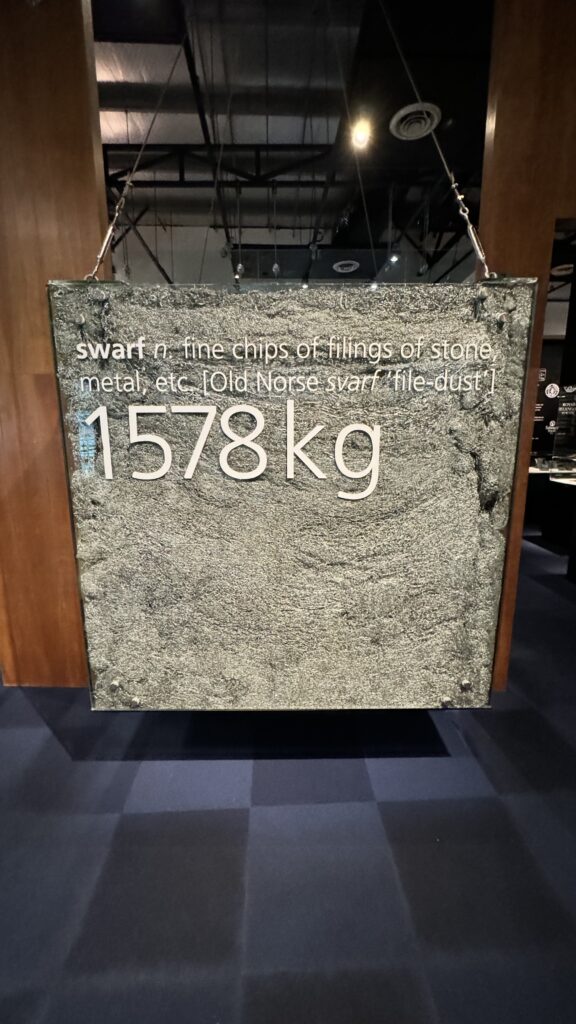 swarf n. fine chips of filings of stone,
metal, etc. [Old Norse svarf 'file-dust']
1578kg